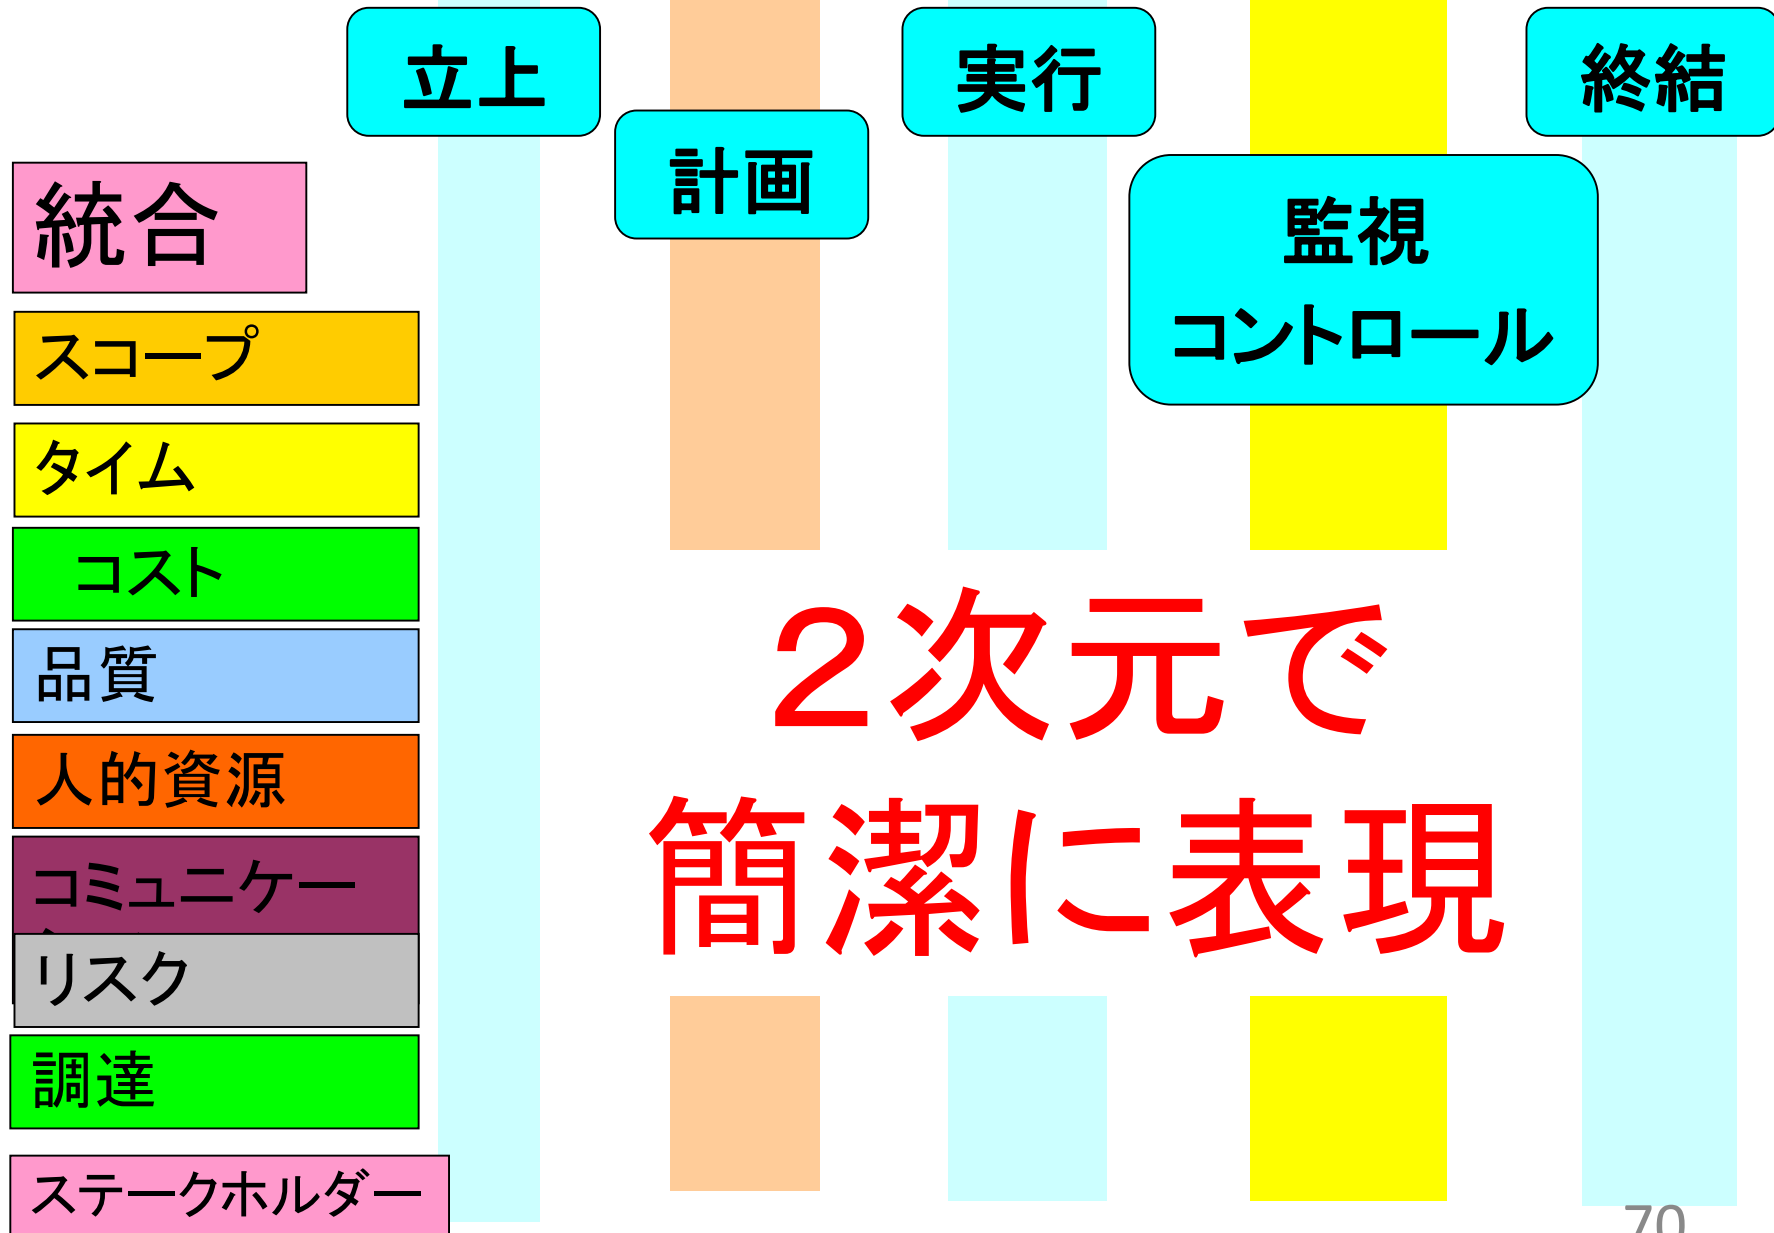 立上
計画
実行
監視
コントロール
終結
統合
スコープ
タイム
コスト
品質
人的資源
コミュニケー
リスク
調達
ステークホルダー
２次元で
簡潔に表現
70